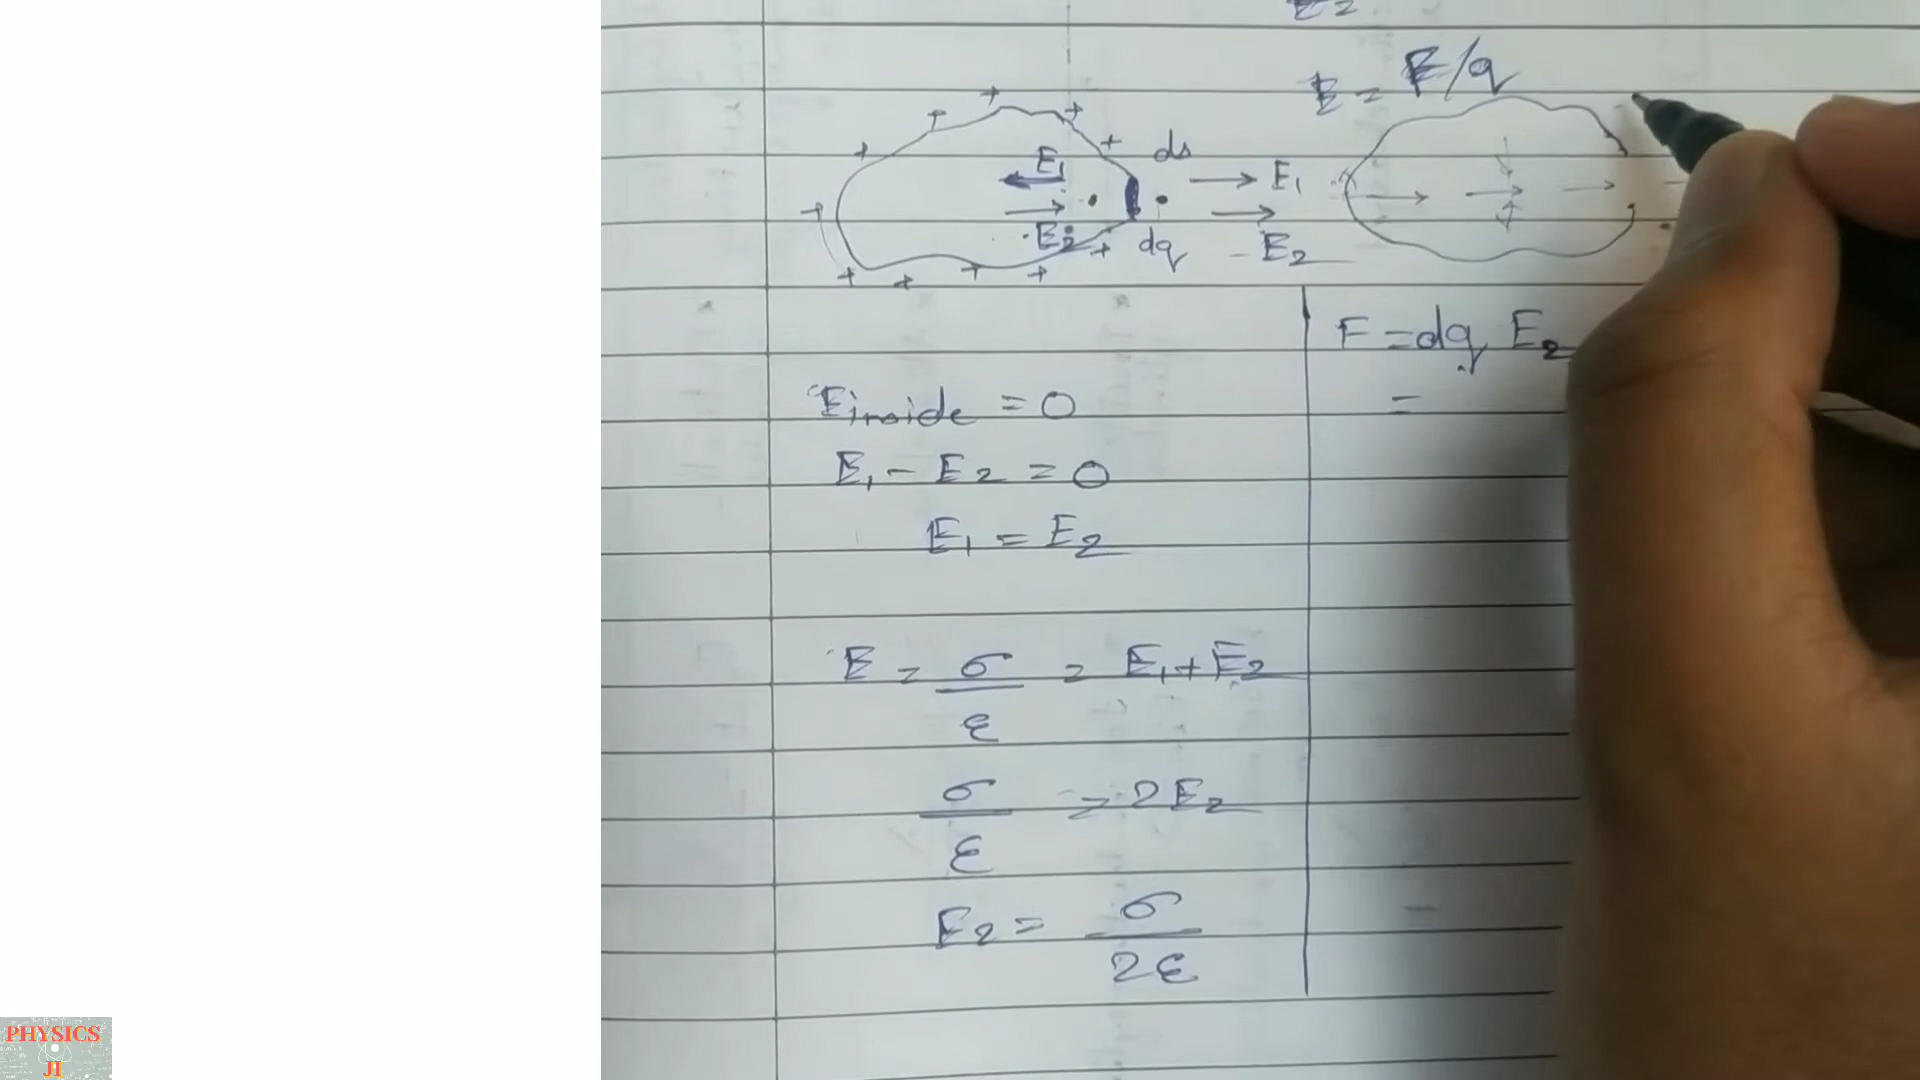 E = F/q
+ + + + + ds
E₁ → E₁
+ E₂ + dq E₂
+ + + +
F = dq E₂
=
Einside = 0
E₁ - E₂ = 0
E₁ = E₂
E = σ/ε = E₁ + E₂
σ/ε = 2E₂
E₂ = σ/2ε
PHYSICS
JI